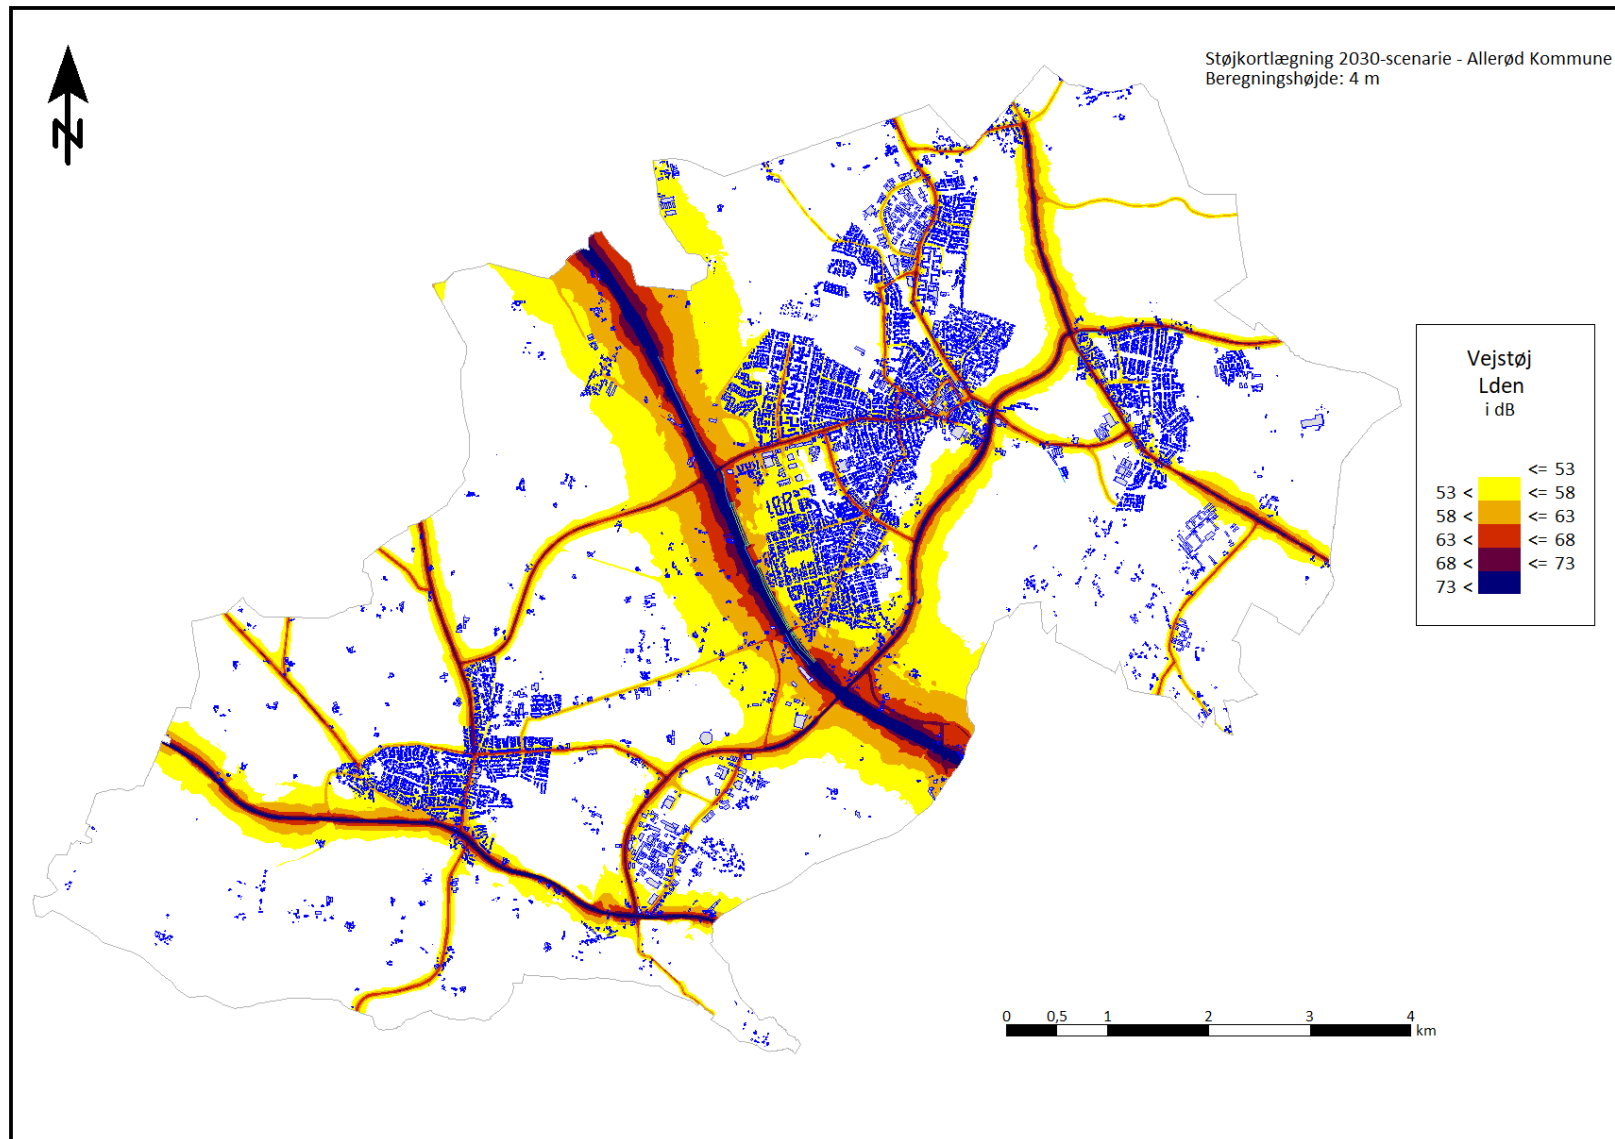 Støjkortlægning 2030-scenarie - Allerød Kommune
Beregningshøjde: 4 m
N
Vejstøj
Lden
i dB
<= 53
53 < <= 58
58 < <= 63
63 < <= 68
68 < <= 73
73 <
0 0,5 1 2 3 4
km